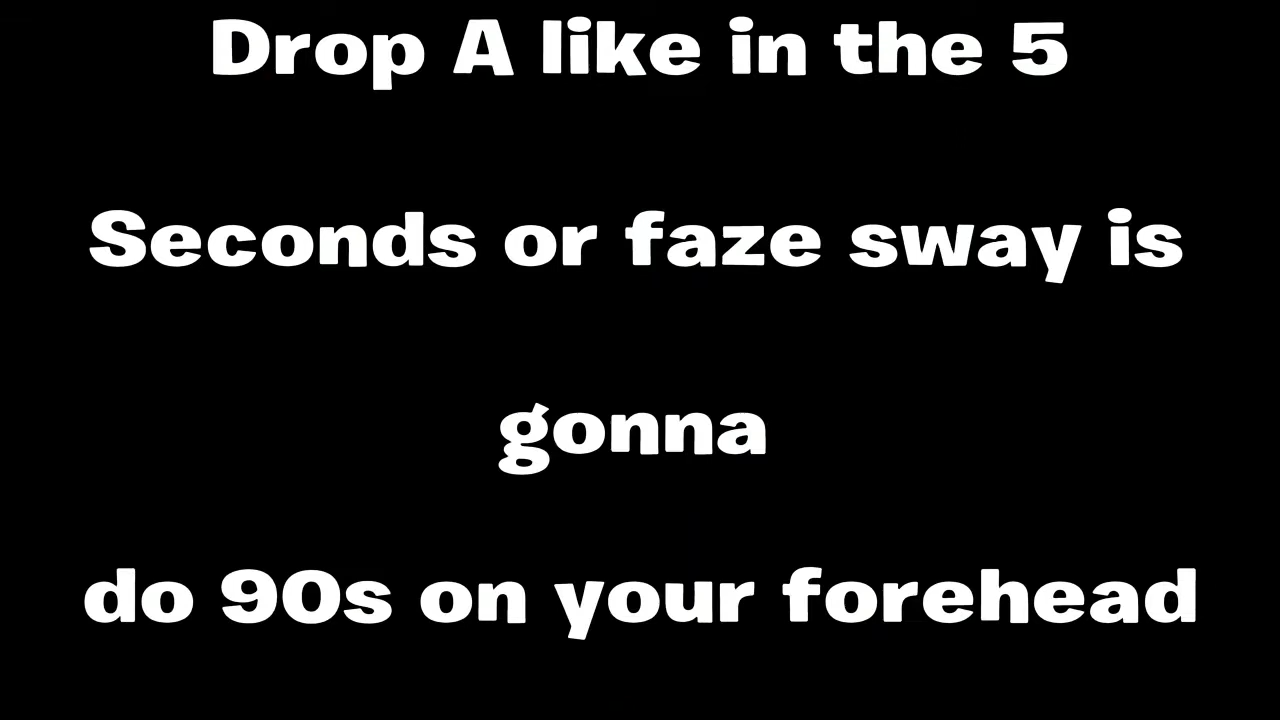 Drop A like in the 5
Seconds or faze sway is
gonna
do 90s on your forehead